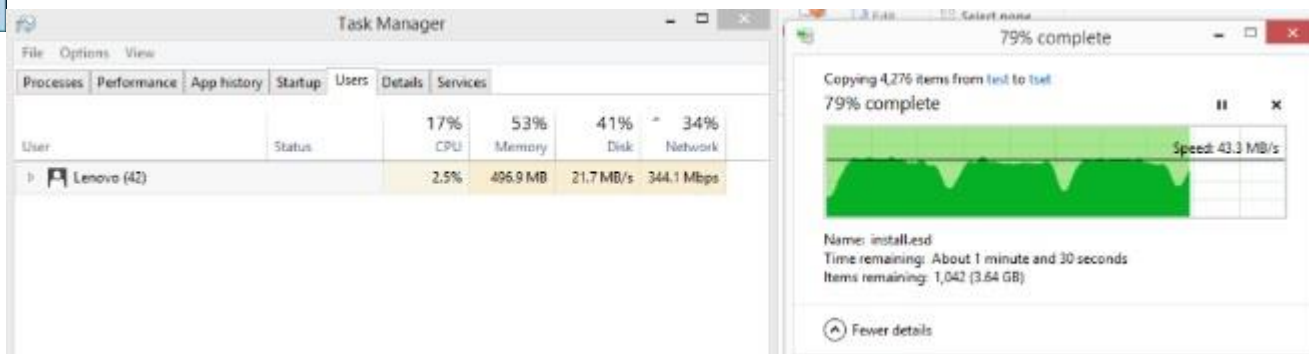 Task Manager
File Options View
Processes Performance App history Startup Users Details Services
17% 53% 41% 34%
User Status CPU Memory Disk Network
Lenovo (42) 2.5% 496.9 MB 21.7 MB/s 344.1 Mbps
Edit Select none
79% complete
Copying 4,276 items from test to tset
79% complete
Speed: 43.3 MB/s
Name: install.esd
Time remaining: About 1 minute and 30 seconds
Items remaining: 1,042 (3.64 GB)
Fewer details